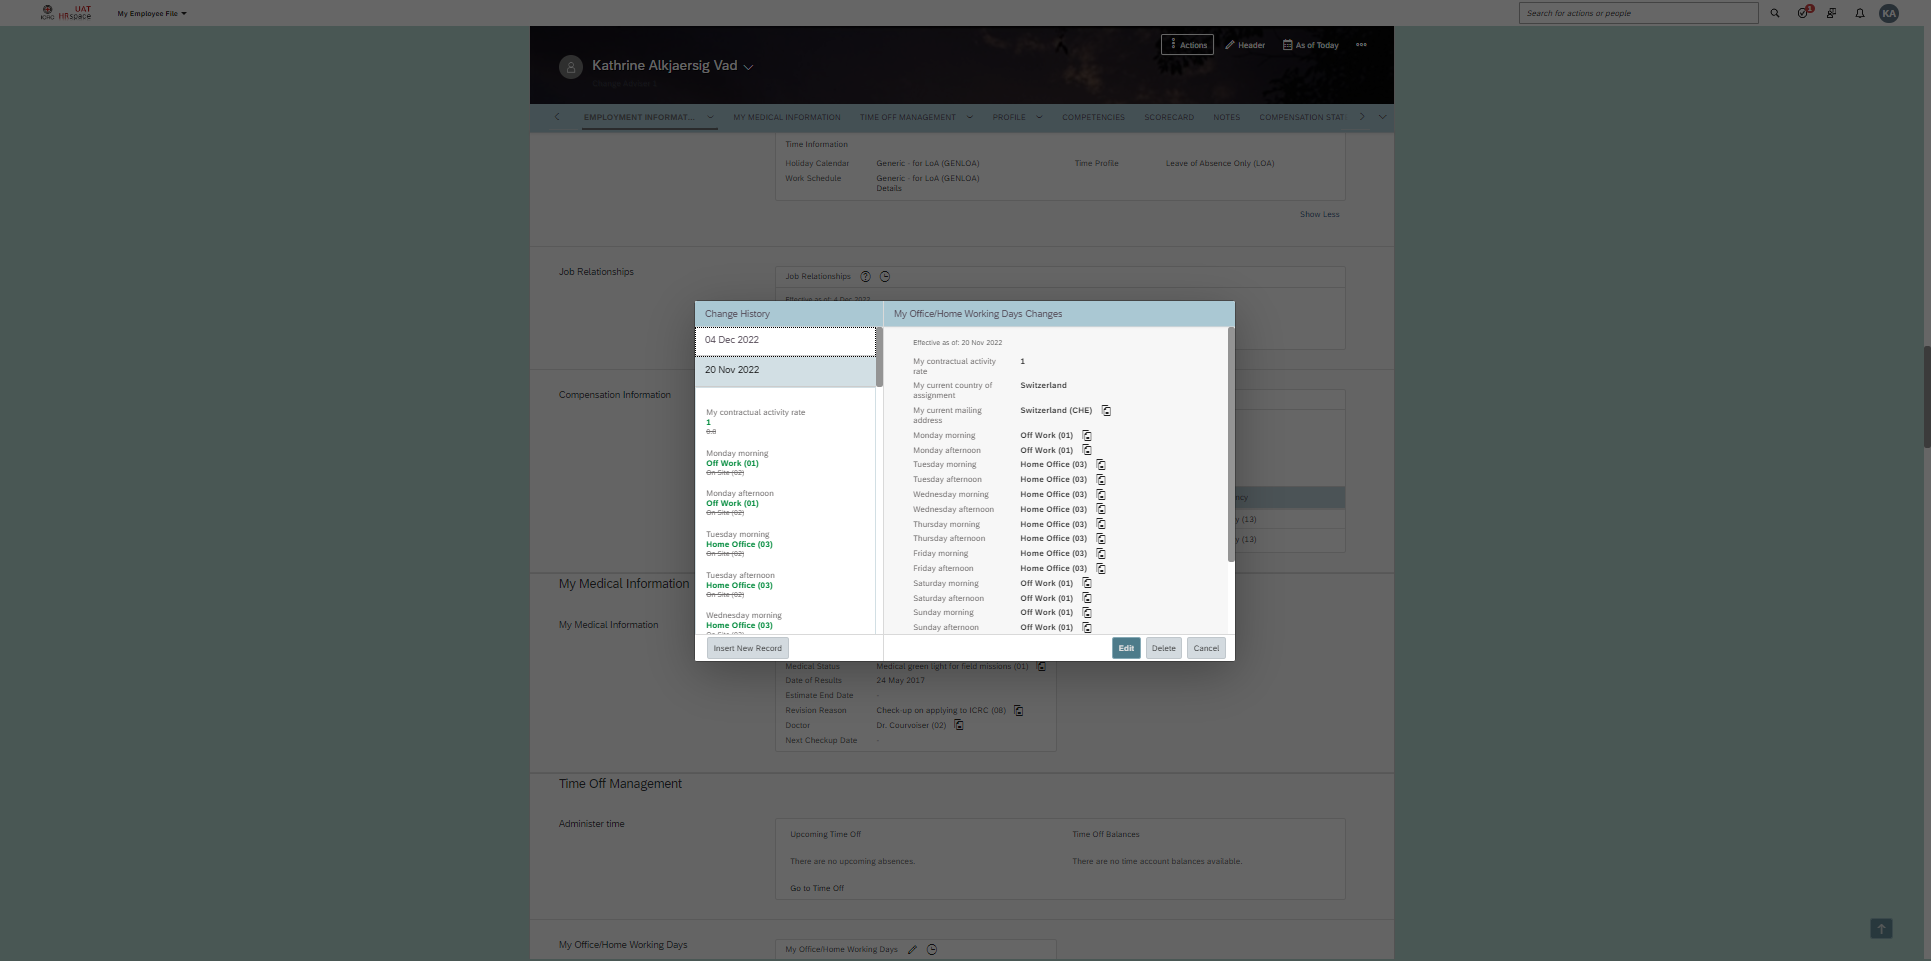 ICRC
UAT
HRspace
My Employee File
Search for actions or people
1
KA
Kathrine Alkjaersig Vad
Actions
Header
As of Today
EMPLOYMENT INFORMAT...
MY MEDICAL INFORMATION
TIME OFF MANAGEMENT
PROFILE
COMPETENCIES
SCORECARD
NOTES
COMPENSATION STAT
Time Information
Holiday Calendar
Generic - for LoA (GENLOA)
Time Profile
Leave of Absence Only (LOA)
Work Schedule
Generic - for LoA (GENLOA)
Details
Show Less
Job Relationships
Job Relationships
Effective as of: 4 Dec 2022
Compensation Information
Change History
04 Dec 2022
20 Nov 2022
My contractual activity rate
1
0.8
Monday morning
Off Work (01)
On Site (02)
Monday afternoon
Off Work (01)
On Site (02)
Tuesday morning
Home Office (03)
On Site (02)
Tuesday afternoon
Home Office (03)
On Site (02)
Wednesday morning
Home Office (03)
On Site (02)
Insert New Record
My Office/Home Working Days Changes
Effective as of: 20 Nov 2022
My contractual activity
rate
1
My current country of
assignment
Switzerland
My current mailing
address
Switzerland (CHE)
Monday morning
Off Work (01)
Monday afternoon
Off Work (01)
Tuesday morning
Home Office (03)
Tuesday afternoon
Home Office (03)
Wednesday morning
Home Office (03)
Wednesday afternoon
Home Office (03)
Thursday morning
Home Office (03)
Thursday afternoon
Home Office (03)
Friday morning
Home Office (03)
Friday afternoon
Home Office (03)
Saturday morning
Off Work (01)
Saturday afternoon
Off Work (01)
Sunday morning
Off Work (01)
Sunday afternoon
Off Work (01)
Edit
Delete
Cancel
ncy
y (13)
y (13)
My Medical Information
My Medical Information
Medical Status
Medical green light for field missions (01)
Date of Results
24 May 2017
Estimate End Date
-
Revision Reason
Check-up on applying to ICRC (08)
Doctor
Dr. Courvoiser (02)
Next Checkup Date
-
Time Off Management
Administer time
Upcoming Time Off
Time Off Balances
There are no upcoming absences.
There are no time account balances available.
Go to Time Off
My Office/Home Working Days
My Office/Home Working Days